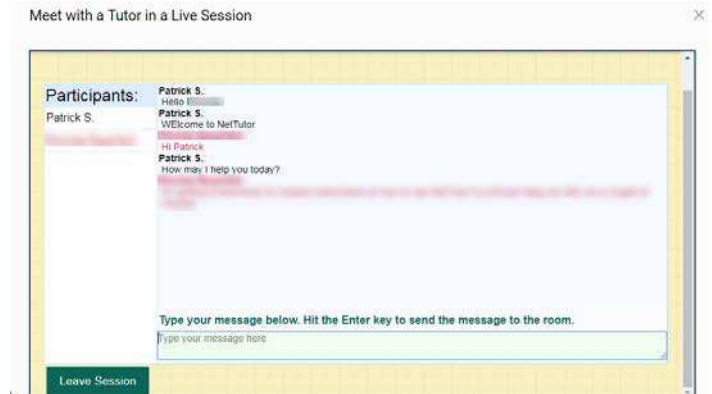 Meet with a Tutor in a Live Session
Participants:
Patrick S.
Patrick S.:
Hello
Patrick S.:
WElcome to NetTutor
Hi Patrick
Patrick S.:
How may I help you today?
Type your message below. Hit the Enter key to send the message to the room.
Type your message here
Leave Session